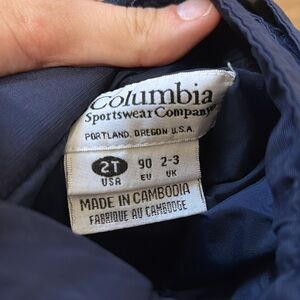 Columbia
Sportswear Company
PORTLAND, OREGON U.S.A.
2T 90 2-3
USA EU UK
MADE IN CAMBODIA
FABRIQUE AU CAMBODGE